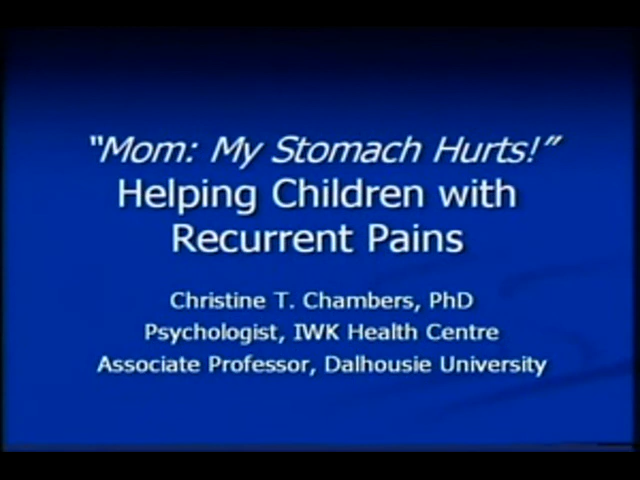 “Mom: My Stomach Hurts!”
Helping Children with
Recurrent Pains
Christine T. Chambers, PhD
Psychologist, IWK Health Centre
Associate Professor, Dalhousie University